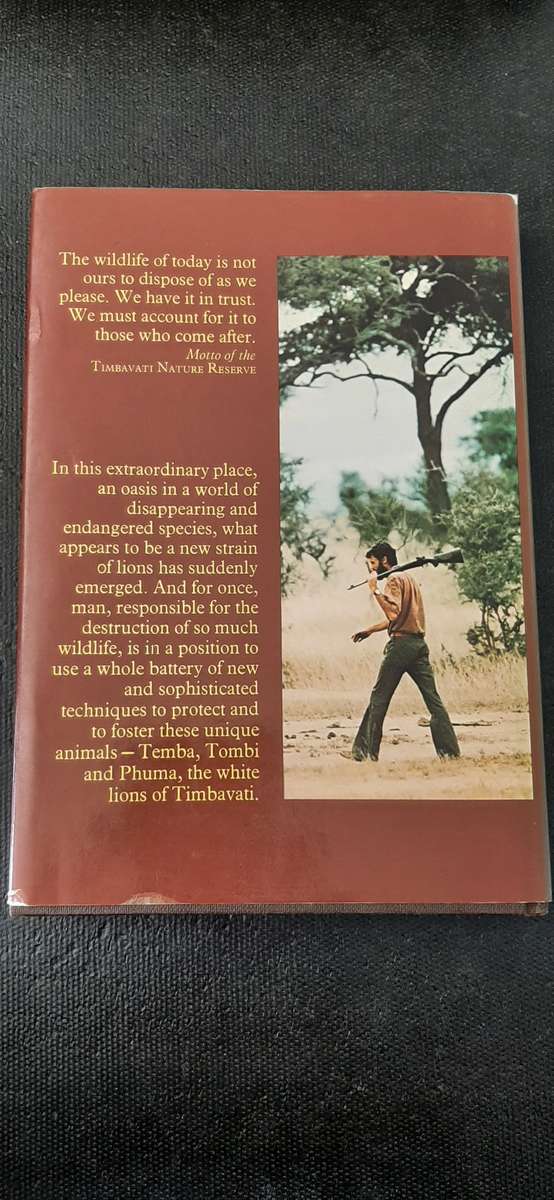 The wildlife of today is not
ours to dispose of as we
please. We have it in trust.
We must account for it to
those who come after.
Motto of the
TIMBAVATI NATURE RESERVE
In this extraordinary place,
an oasis in a world of
disappearing and
endangered species, what
appears to be a new strain
of lions has suddenly
emerged. And for once,
man, responsible for the
destruction of so much
wildlife, is in a position to
use a whole battery of new
and sophisticated
techniques to protect and
to foster these unique
animals — Temba, Tombi
and Phuma, the white
lions of Timbavati.